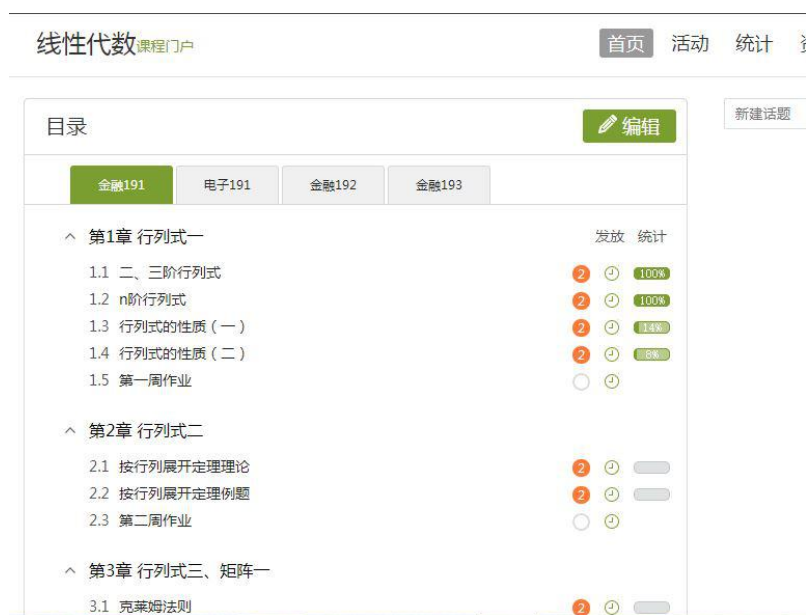 线性代数课程门户 首页 活动 统计
目录 编辑
新建话题
金融191 电子191 金融192 金融193
第1章 行列式一 发放 统计
1.1 二、三阶行列式 2 100%
1.2 n阶行列式 2 100%
1.3 行列式的性质(一) 2 14%
1.4 行列式的性质(二) 2 8%
1.5 第一周作业
第2章 行列式二
2.1 按行列展开定理理论 2
2.2 按行列展开定理例题 2
2.3 第二周作业
第3章 行列式三、矩阵一
3.1 克莱姆法则 2